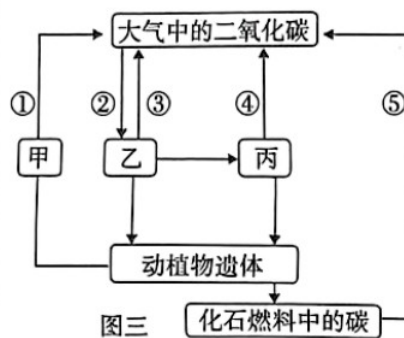 大气中的二氧化碳
① ② ③ ④ ⑤
甲 乙 丙
动植物遗体
化石燃料中的碳
图三